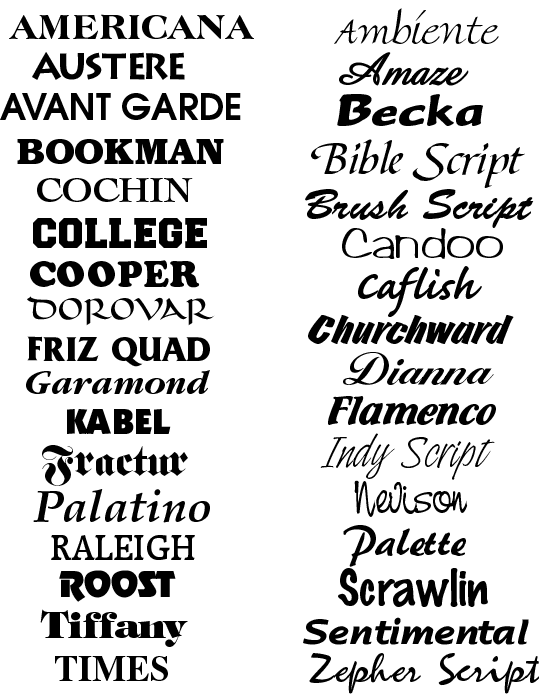 AMERICANA
AUSTERE
AVANT GARDE
BOOKMAN
COCHIN
COLLEGE
COOPER
DOROVAR
FRIZ QUAD
Garamond
KABEL
Fractur
Palatino
RALEIGH
ROOST
Tiffany
TIMES
Ambiente
Amaze
Becka
Bible Script
Brush Script
Candoo
Caflish
Churchward
Dianna
Flamenco
Indy Script
Nevison
Palette
Scrawlin
Sentimental
Zepher Script